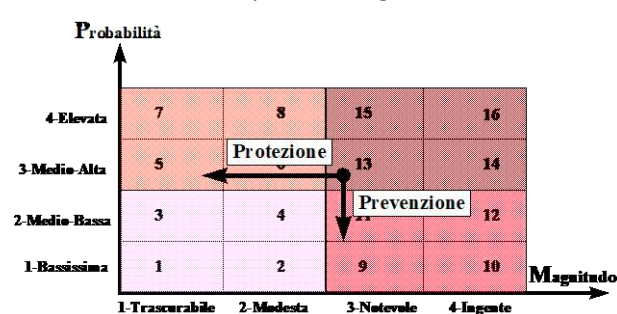 Probabilità
4-Elevata 7 8 15 16
3-Medio-Alta 5 Protezione 13 14
2-Medio-Bassa 3 4 Prevenzione 12
1-Bassissima 1 2 9 10 Magnitudo
1-Trascurabile 2-Modesta 3-Notevole 4-Ingente